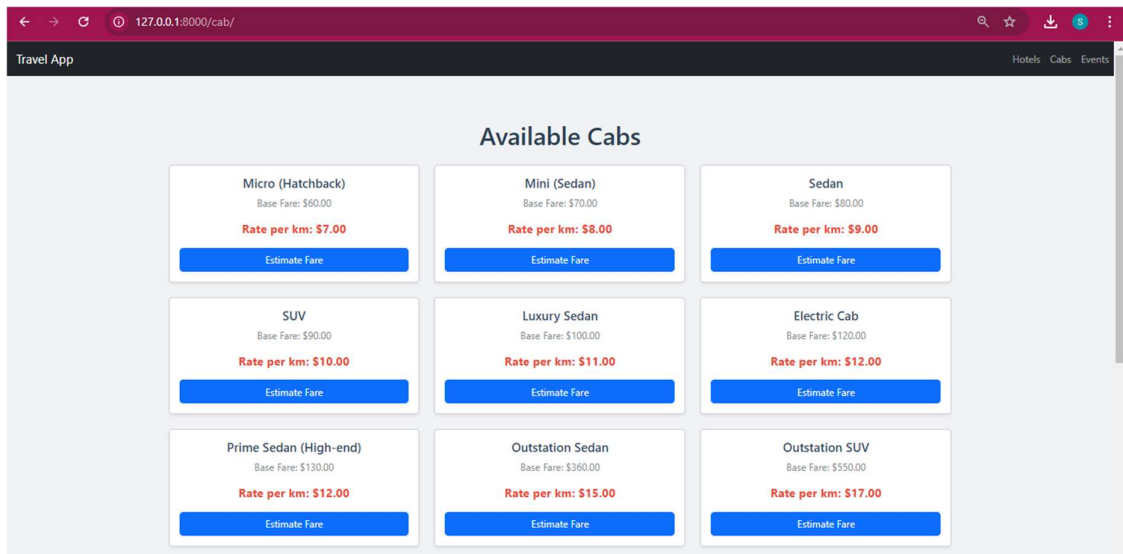 127.0.0.1:8000/cab/
S
Travel App
Hotels Cabs Events
Available Cabs
Micro (Hatchback)
Base Fare: $60.00
Rate per km: $7.00
Estimate Fare
Mini (Sedan)
Base Fare: $70.00
Rate per km: $8.00
Estimate Fare
Sedan
Base Fare: $80.00
Rate per km: $9.00
Estimate Fare
SUV
Base Fare: $90.00
Rate per km: $10.00
Estimate Fare
Luxury Sedan
Base Fare: $100.00
Rate per km: $11.00
Estimate Fare
Electric Cab
Base Fare: $120.00
Rate per km: $12.00
Estimate Fare
Prime Sedan (High-end)
Base Fare: $130.00
Rate per km: $12.00
Estimate Fare
Outstation Sedan
Base Fare: $360.00
Rate per km: $15.00
Estimate Fare
Outstation SUV
Base Fare: $550.00
Rate per km: $17.00
Estimate Fare